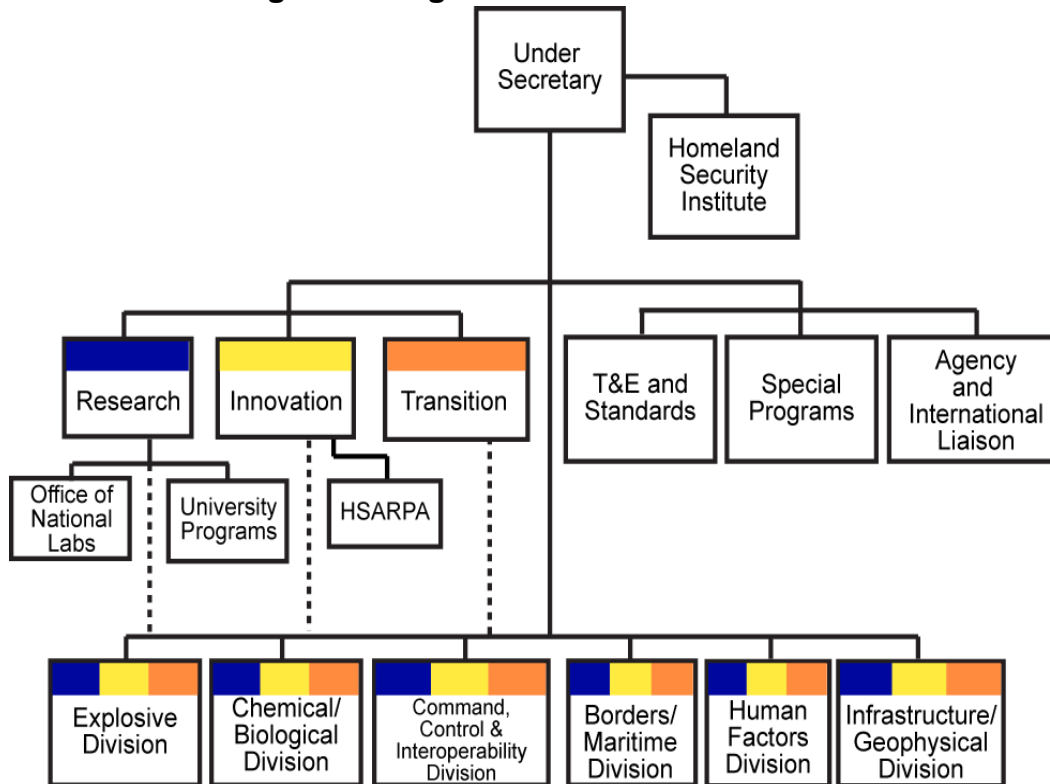 Under
Secretary
Homeland
Security
Institute
Research
Innovation
Transition
T&E and
Standards
Special
Programs
Agency
and
International
Liaison
Office of
National
Labs
University
Programs
HSARPA
Explosive
Division
Chemical/
Biological
Division
Command,
Control &
Interoperability
Division
Borders/
Maritime
Division
Human
Factors
Division
Infrastructure/
Geophysical
Division